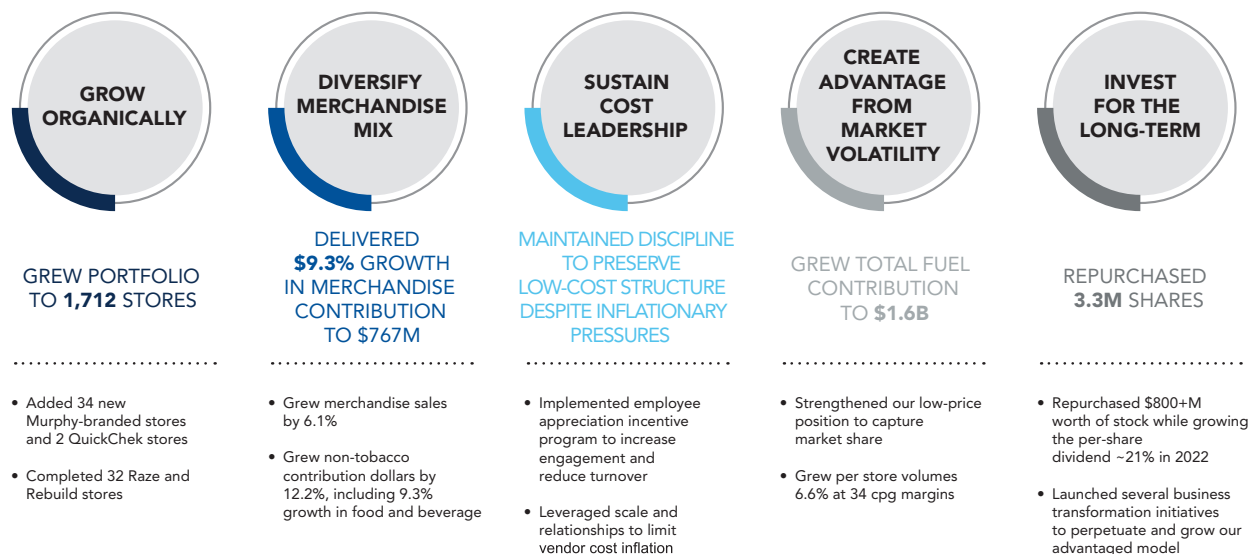 GROW
ORGANICALLY
GREW PORTFOLIO
TO 1,712 STORES
• Added 34 new
Murphy-branded stores
and 2 QuickChek stores
• Completed 32 Raze and
Rebuild stores
DIVERSIFY
MERCHANDISE
MIX
DELIVERED
$9.3% GROWTH
IN MERCHANDISE
CONTRIBUTION
TO $767M
• Grew merchandise sales
by 6.1%
• Grew non-tobacco
contribution dollars by
12.2%, including 9.3%
growth in food and beverage
SUSTAIN
COST
LEADERSHIP
MAINTAINED DISCIPLINE
TO PRESERVE
LOW-COST STRUCTURE
DESPITE INFLATIONARY
PRESSURES
• Implemented employee
appreciation incentive
program to increase
engagement and
reduce turnover
• Leveraged scale and
relationships to limit
vendor cost inflation
CREATE
ADVANTAGE
FROM
MARKET
VOLATILITY
GREW TOTAL FUEL
CONTRIBUTION
TO $1.6B
• Strengthened our low-price
position to capture
market share
• Grew per store volumes
6.6% at 34 cpg margins
INVEST
FOR THE
LONG-TERM
REPURCHASED
3.3M SHARES
• Repurchased $800+M
worth of stock while growing
the per-share
dividend ~21% in 2022
• Launched several business
transformation initiatives
to perpetuate and grow our
advantaged model